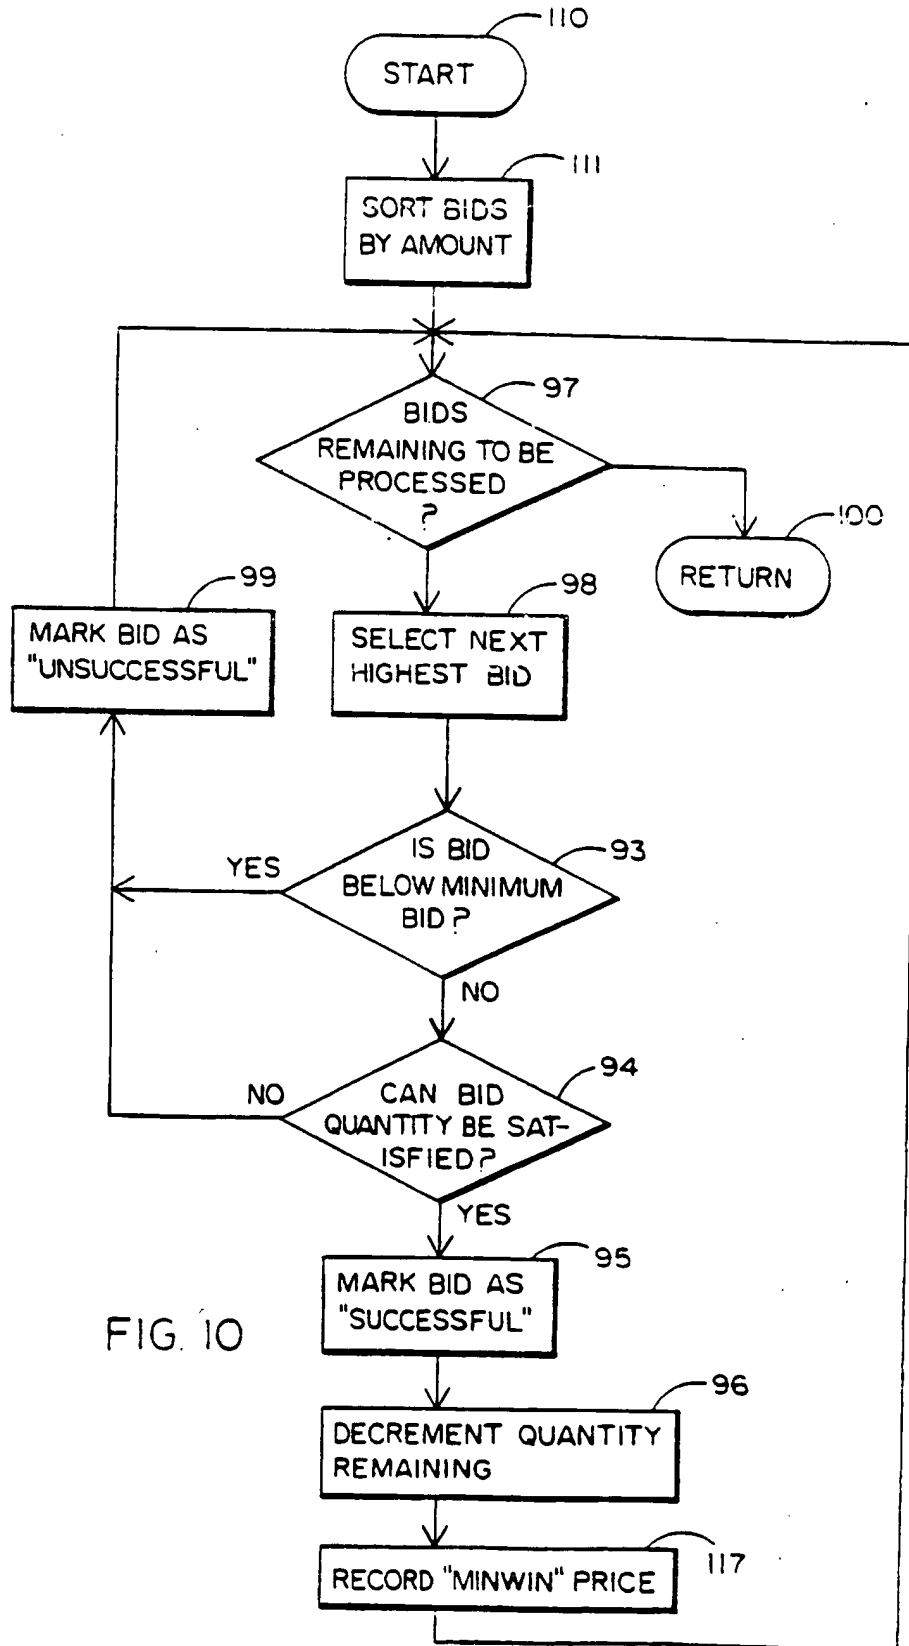 110
START
111
SORT BIDS
BY AMOUNT
97
BIDS
REMAINING TO BE
PROCESSED
?
100
RETURN
99
MARK BID AS
"UNSUCCESSFUL"
98
SELECT NEXT
HIGHEST BID
93
YES
IS BID
BELOW MINIMUM
BID?
NO
94
NO
CAN BID
QUANTITY BE SAT-
ISFIED?
YES
95
MARK BID AS
"SUCCESSFUL"
FIG. 10
96
DECREMENT QUANTITY
REMAINING
117
RECORD "MINWIN" PRICE